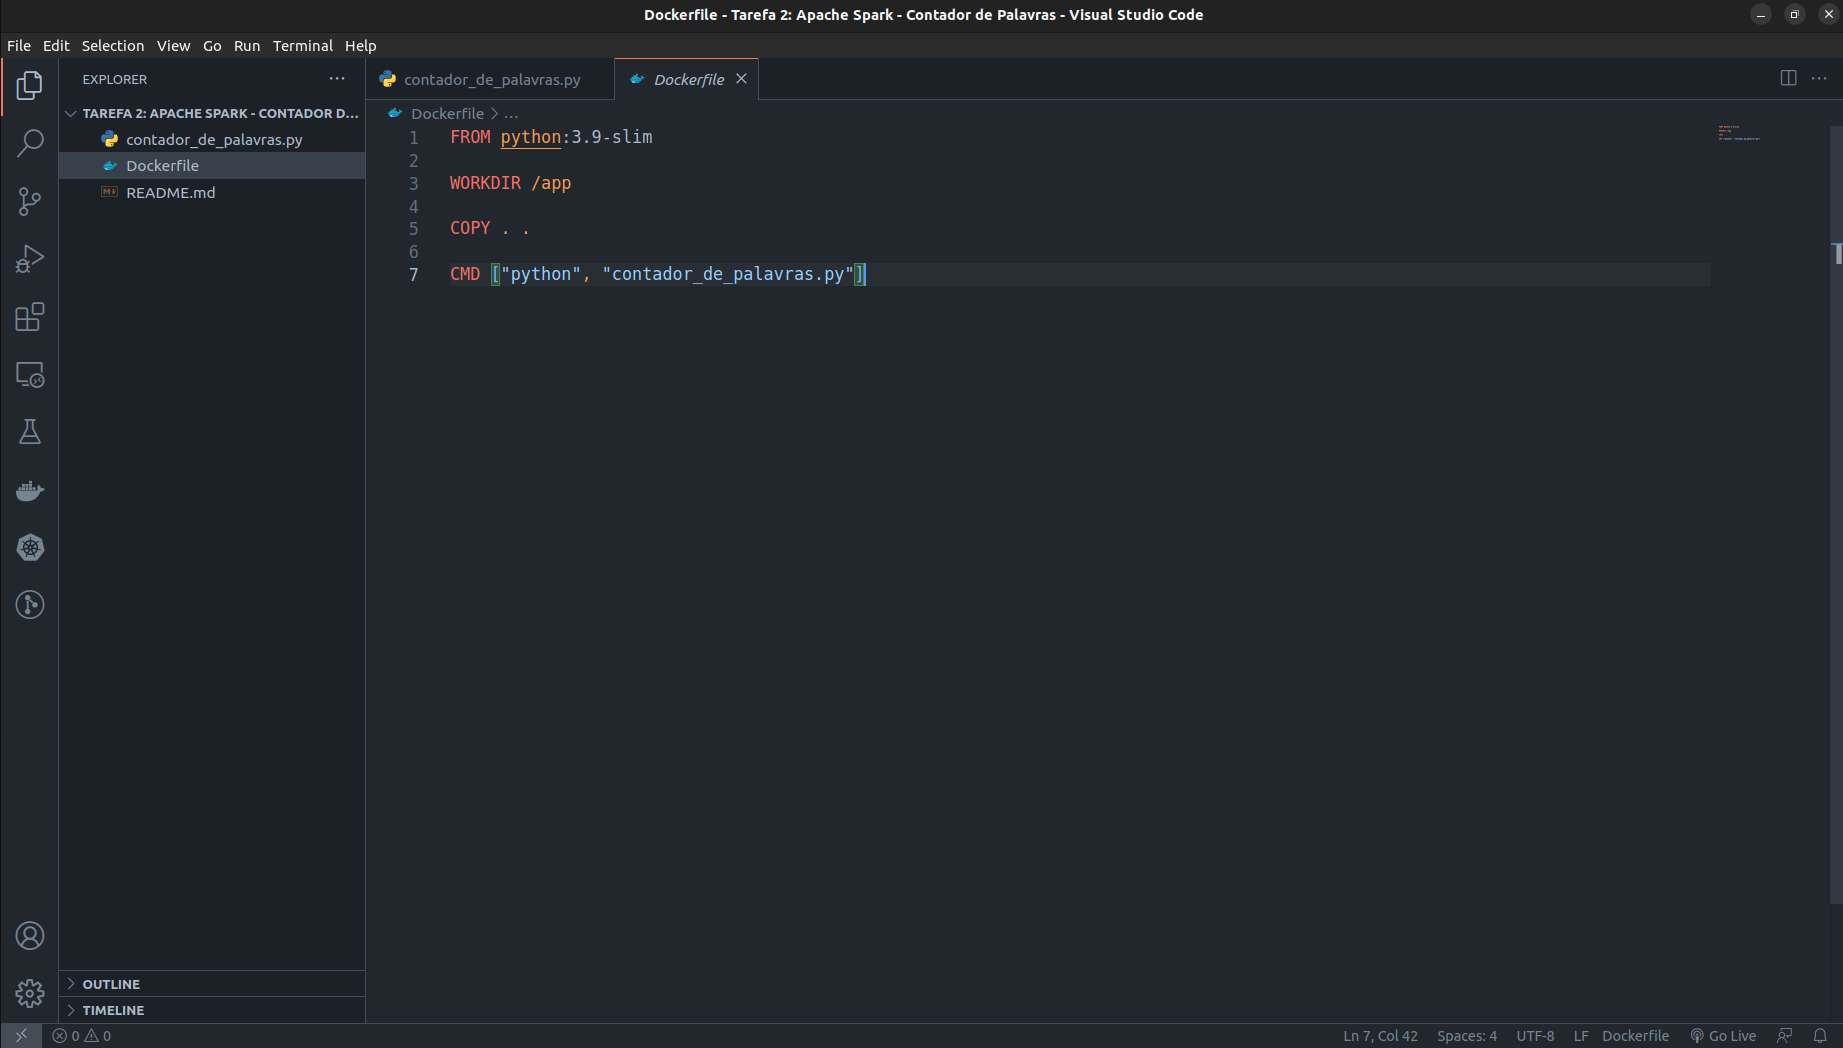 Dockerfile - Tarefa 2: Apache Spark - Contador de Palavras - Visual Studio Code
File Edit Selection View Go Run Terminal Help
EXPLORER
TAREFA 2: APACHE SPARK - CONTADOR D...
contador_de_palavras.py
Dockerfile
README.md
OUTLINE
TIMELINE
contador_de_palavras.py Dockerfile
Dockerfile > ...
1 FROM python:3.9-slim
2
3 WORKDIR /app
4
5 COPY . .
6
7 CMD ["python", "contador_de_palavras.py"]
0 0 Ln 7, Col 42 Spaces: 4 UTF-8 LF Dockerfile Go Live